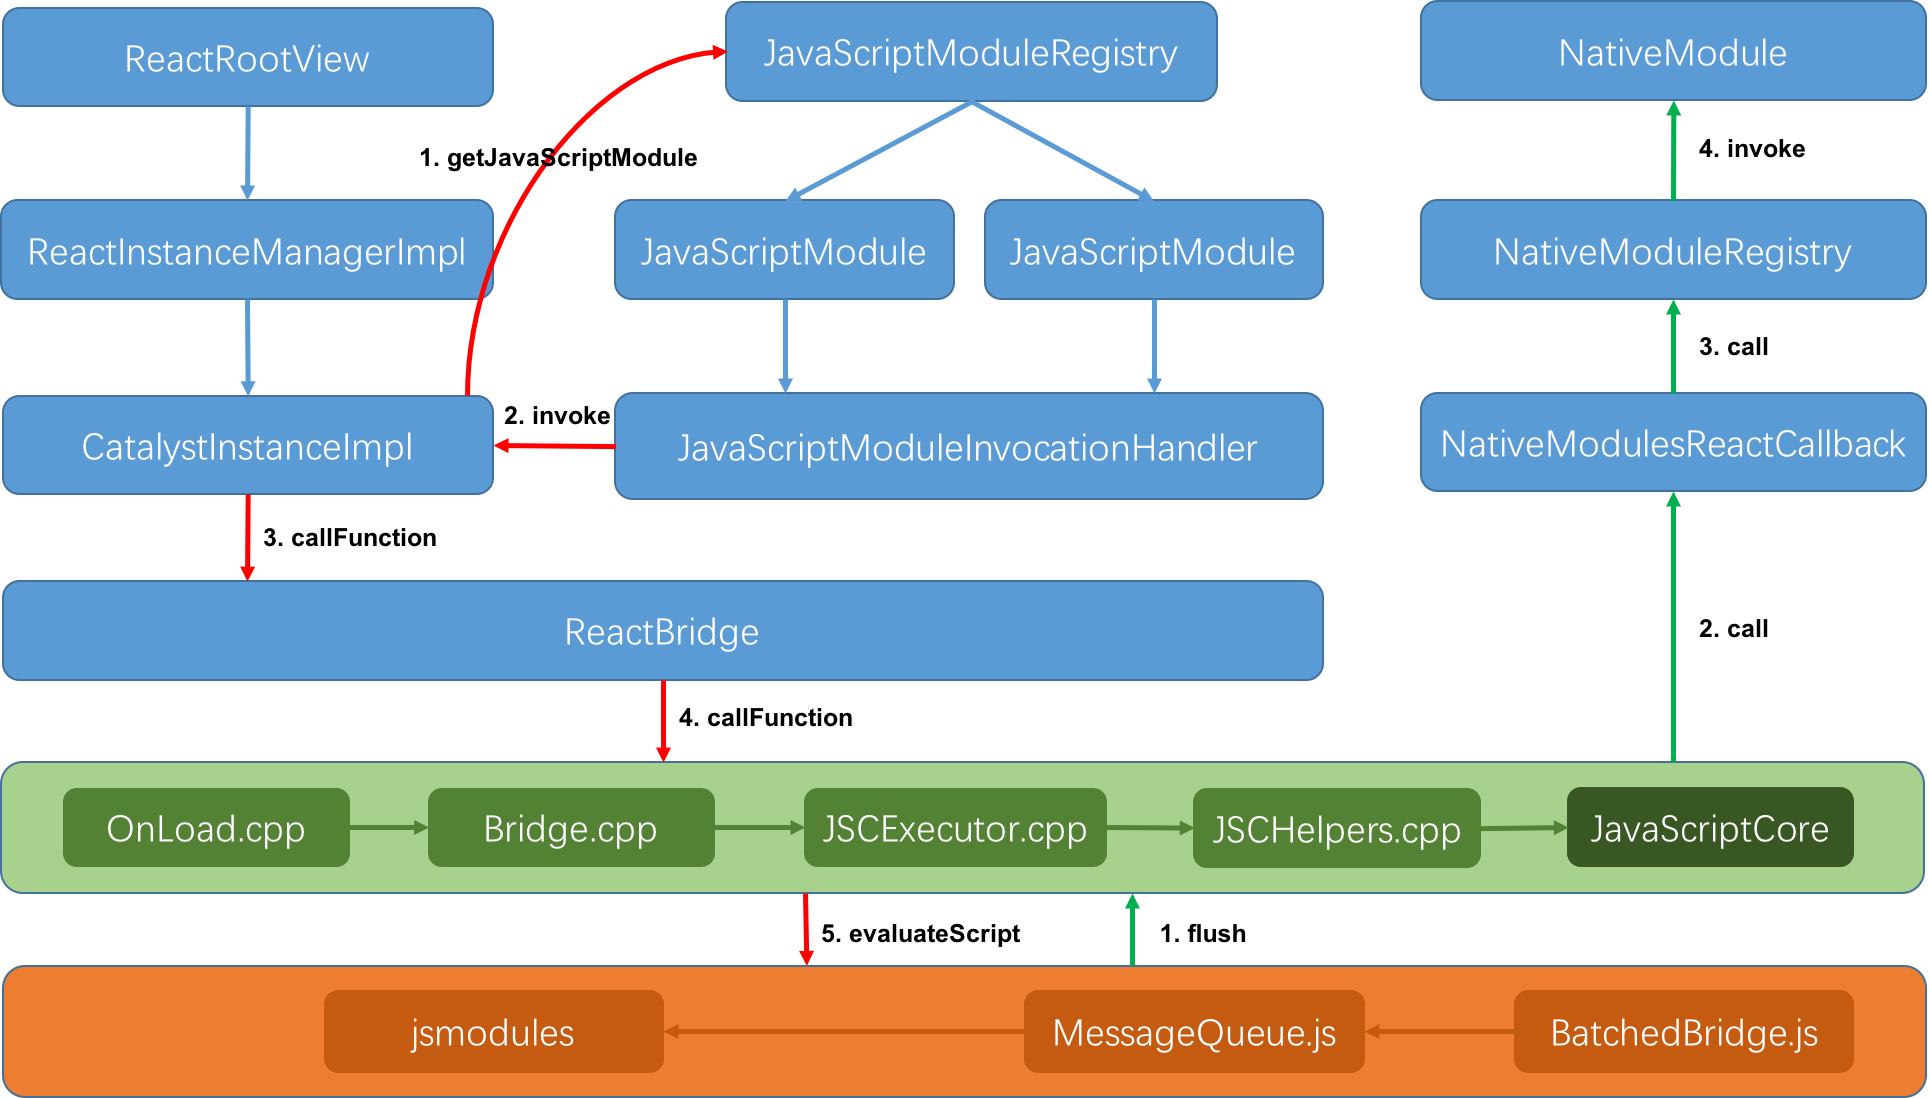 ReactRootView
JavaScriptModuleRegistry
NativeModule
1. getJavaScriptModule
4. invoke
ReactInstanceManagerImpl
JavaScriptModule
JavaScriptModule
NativeModuleRegistry
3. call
2. invoke
CatalystInstanceImpl
JavaScriptModuleInvocationHandler
NativeModulesReactCallback
3. callFunction
ReactBridge
2. call
4. callFunction
OnLoad.cpp
Bridge.cpp
JSCExecutor.cpp
JSCHelpers.cpp
JavaScriptCore
5. evaluateScript
1. flush
jsmodules
MessageQueue.js
BatchedBridge.js